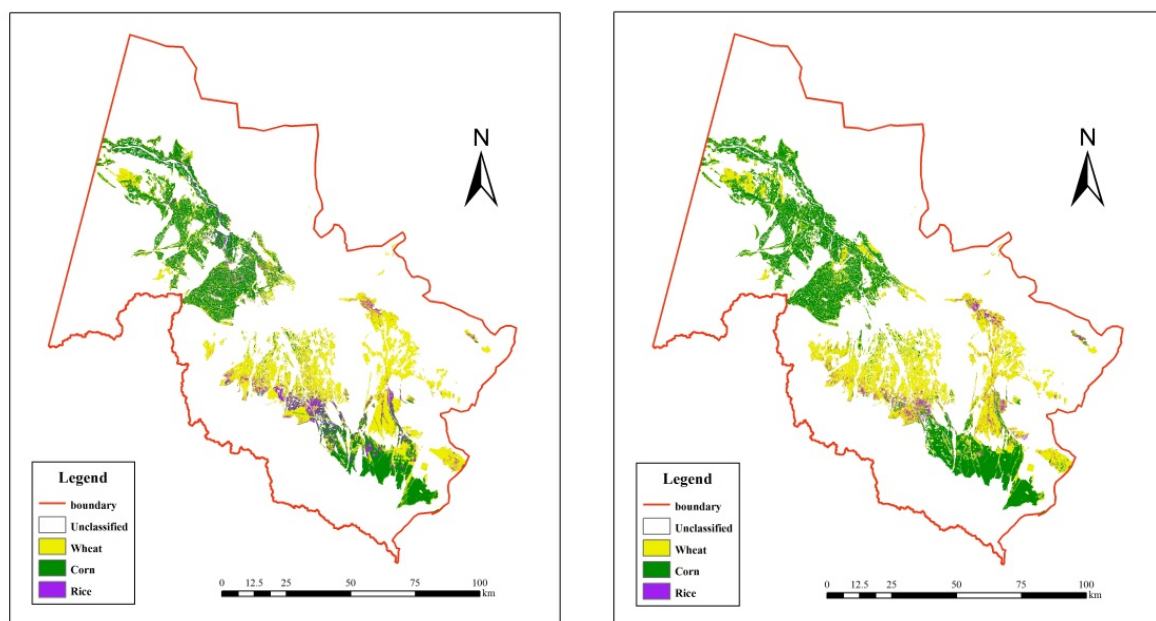 N
Legend
boundary
Unclassified
Wheat
Corn
Rice
0 12.5 25 50 75 100
km
N
Legend
boundary
Unclassified
Wheat
Corn
Rice
0 12.5 25 50 75 100
km